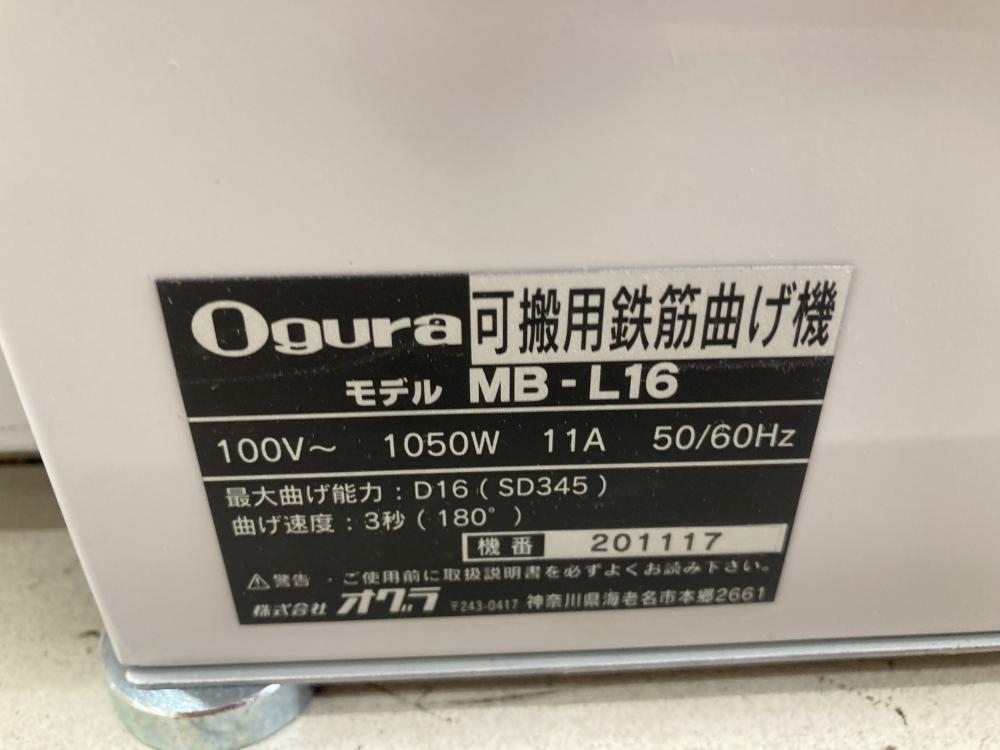 Ogura 可搬用鉄筋曲げ機
モデル MB-L16
100V～ 1050W 11A 50/60Hz
最大曲げ能力：D16（SD345）
曲げ速度：3秒（180°）
機番 201117
⚠警告・ご使用前に取扱説明書を必ずよくお読み下さい。
株式会社 オグラ 〒243-0417 神奈川県海老名市本郷2661